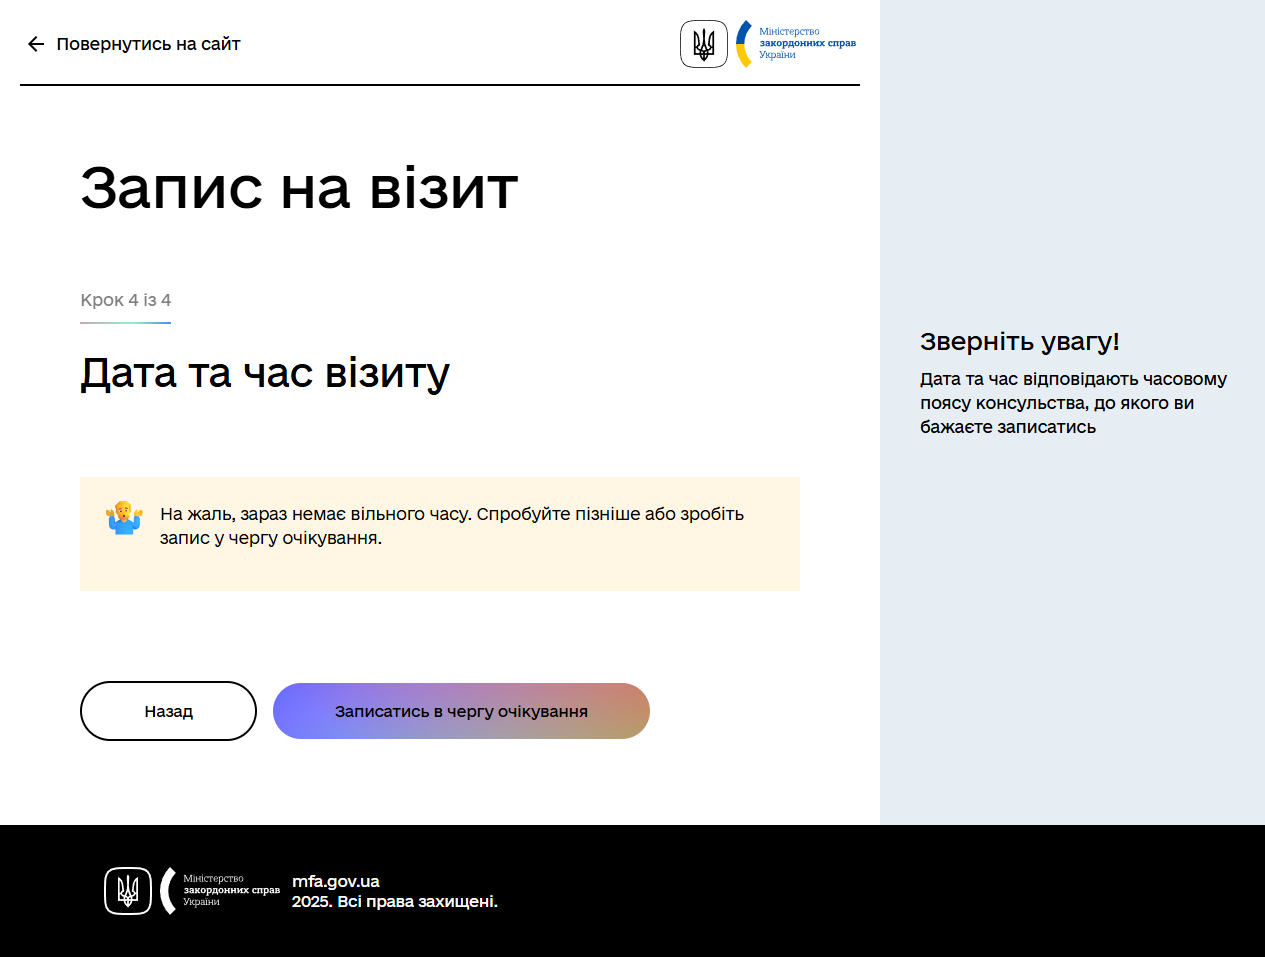 Повернутись на сайт
Міністерство
закордонних справ
України
Запис на візит
Крок 4 із 4
Дата та час візиту
На жаль, зараз немає вільного часу. Спробуйте пізніше або зробіть
запис у чергу очікування.
Назад
Записатись в чергу очікування
Зверніть увагу!
Дата та час відповідають часовому
поясу консульства, до якого ви
бажаєте записатись
Міністерство
закордонних справ
України
mfa.gov.ua
2025. Всі права захищені.